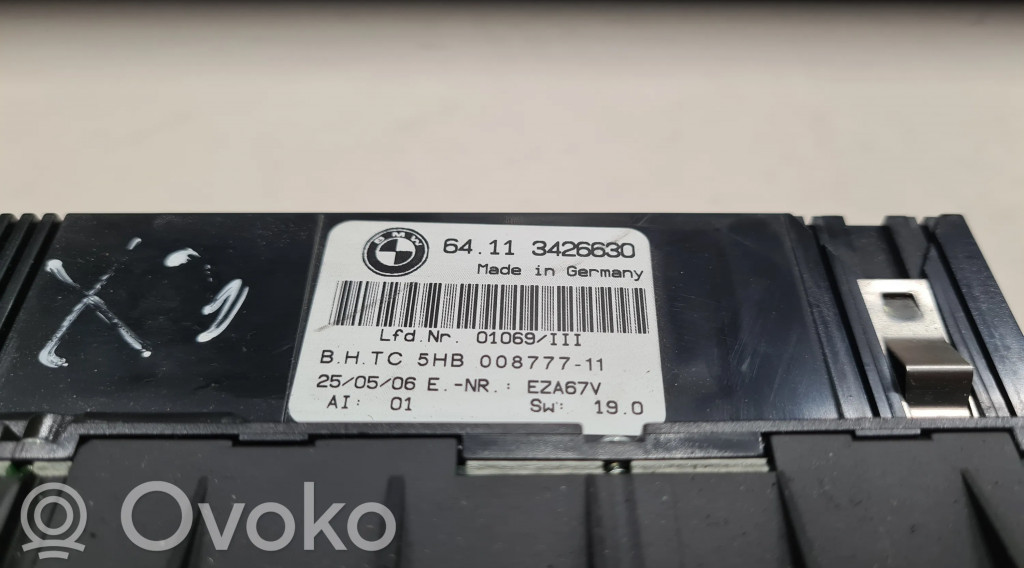 BMW
64.11 3426630
Made in Germany
Lfd.Nr. 01069/III
B.H.TC 5HB 008777-11
25/05/06 E.-NR.: EZA67V
AI: 01 Sw: 19.0
Ovoko